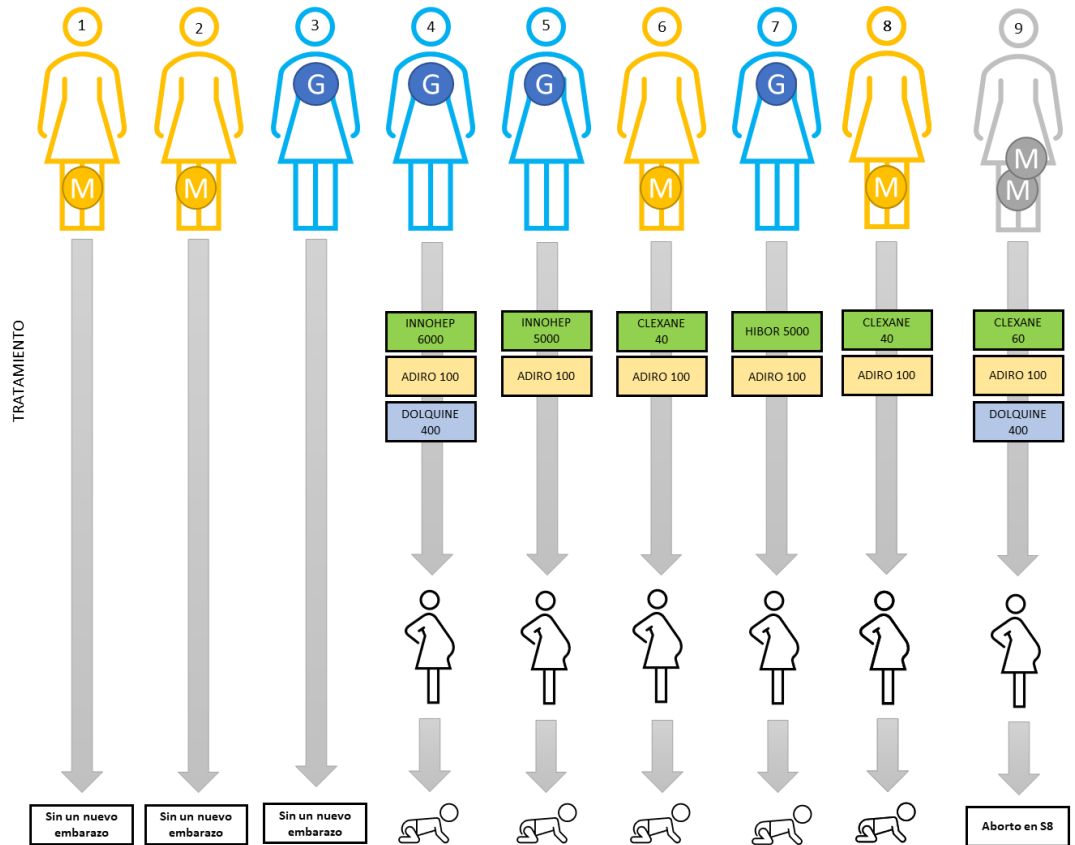 1
2
3
4
5
6
7
8
9
G
G
G
G
M
M
M
M
M
M
TRATAMIENTO
INNOHEP
6000
ADIRO 100
DOLQUINE
400
INNOHEP
5000
ADIRO 100
CLEXANE
40
ADIRO 100
HIBOR 5000
ADIRO 100
CLEXANE
40
ADIRO 100
CLEXANE
60
ADIRO 100
DOLQUINE
400
Sin un nuevo
embarazo
Sin un nuevo
embarazo
Sin un nuevo
embarazo
Aborto en S8